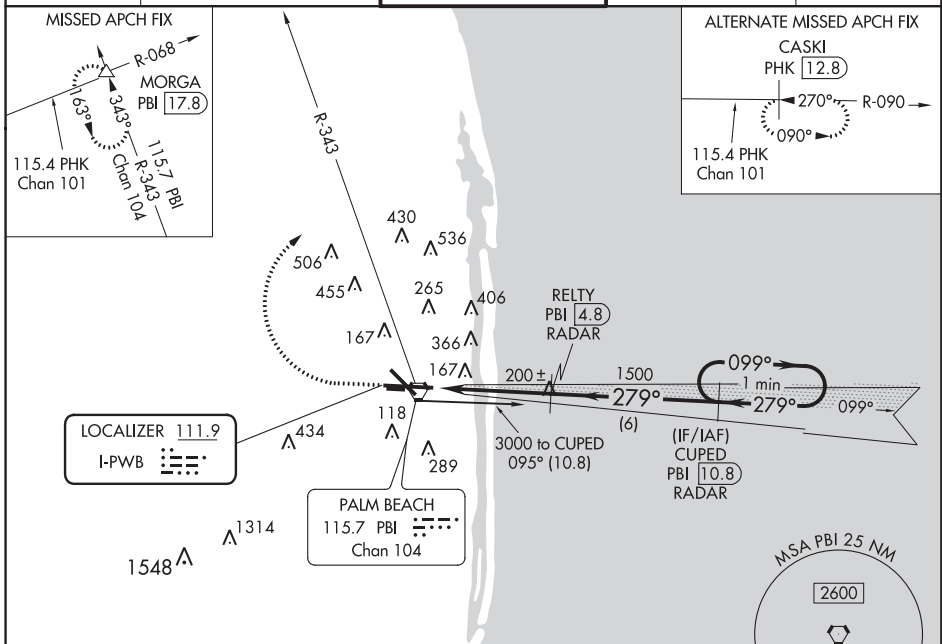 MISSED APCH FIX
R-068
MORGA
PBI 17.8
163°
343°
115.7 PBI
R-343
Chan 104
115.4 PHK
Chan 101
ALTERNATE MISSED APCH FIX
CASKI
PHK 12.8
270°
R-090
090°
115.4 PHK
Chan 101
R-343
430
536
506
455
265
406
167
366
167
RELTY
PBI 4.8
RADAR
200 ±
1500
099°
1 min
279°
279°
099°
(6)
118
434
289
3000 to CUPED
095° (10.8)
(IF/IAF)
CUPED
PBI 10.8
RADAR
LOCALIZER 111.9
I-PWB
PALM BEACH
115.7 PBI
Chan 104
1314
1548
MSA PBI 25 NM
2600